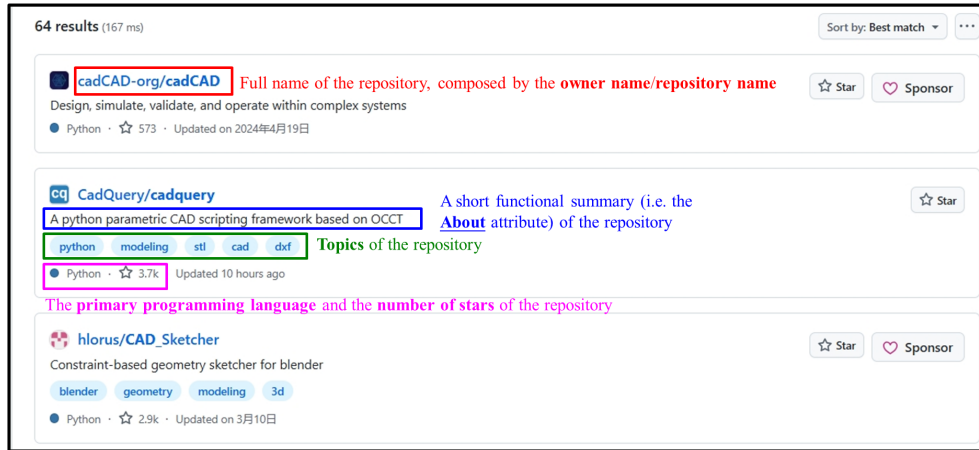 64 results (167 ms)
Sort by: Best match
cadCAD-org/cadCAD
Full name of the repository, composed by the owner name/repository name
Star
Sponsor
Design, simulate, validate, and operate within complex systems
Python · 573 · Updated on 2024年4月19日
cq CadQuery/cadquery
Star
A python parametric CAD scripting framework based on OCCT
A short functional summary (i.e. the
About attribute) of the repository
python modeling stl cad dxf
Topics of the repository
Python · 3.7k Updated 10 hours ago
The primary programming language and the number of stars of the repository
hlorus/CAD_Sketcher
Star
Sponsor
Constraint-based geometry sketcher for blender
blender geometry modeling 3d
Python · 2.9k · Updated on 3月10日